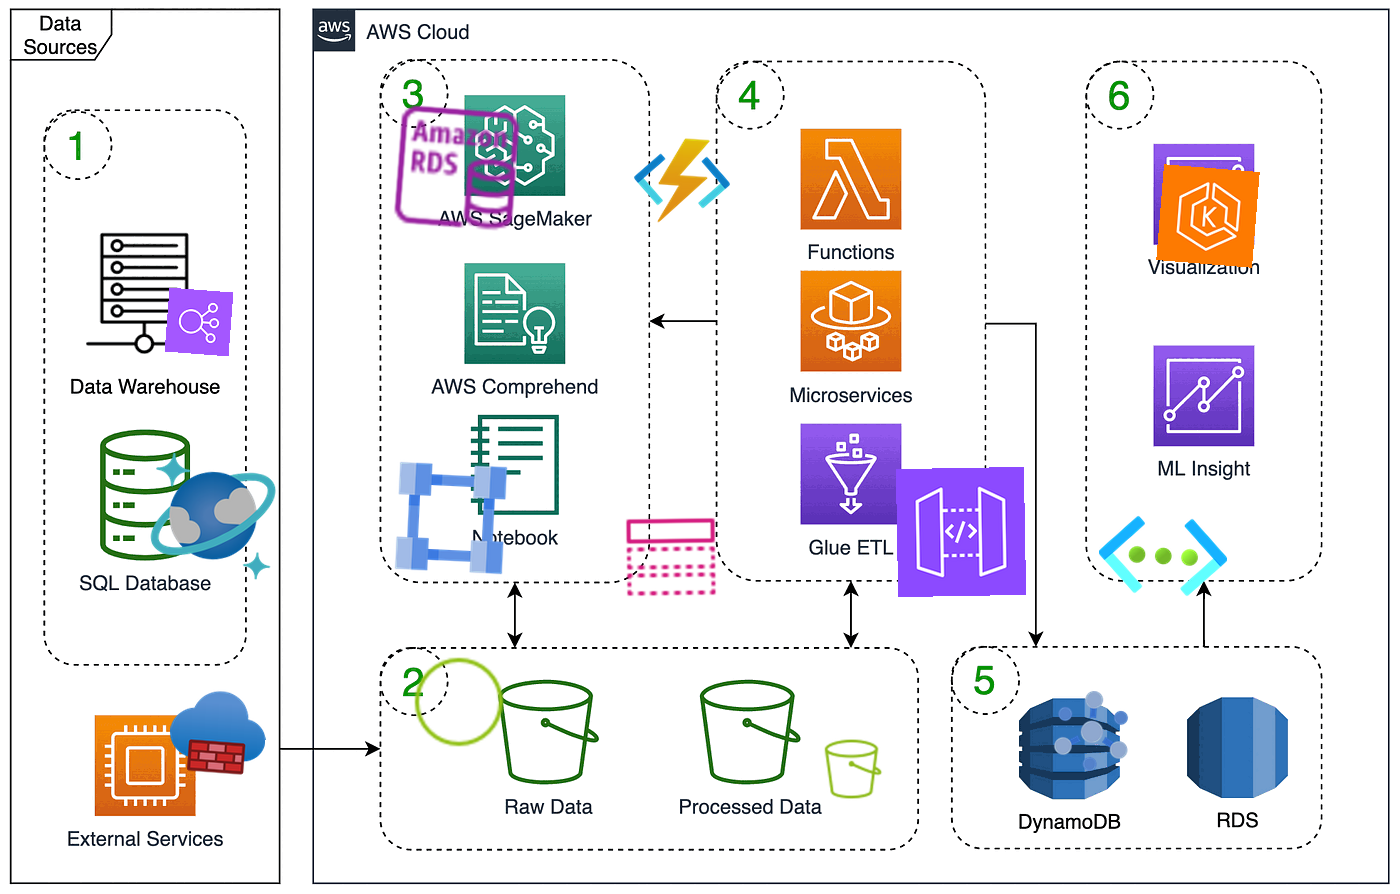 Data
Sources
aws
AWS Cloud
1
Data Warehouse
SQL Database
External Services
3
Amazon
RDS
AWS SageMaker
AWS Comprehend
Notebook
4
Functions
Microservices
Glue ETL
</>
6
K
Visualization
ML Insight
2
Raw Data
Processed Data
5
DynamoDB
RDS